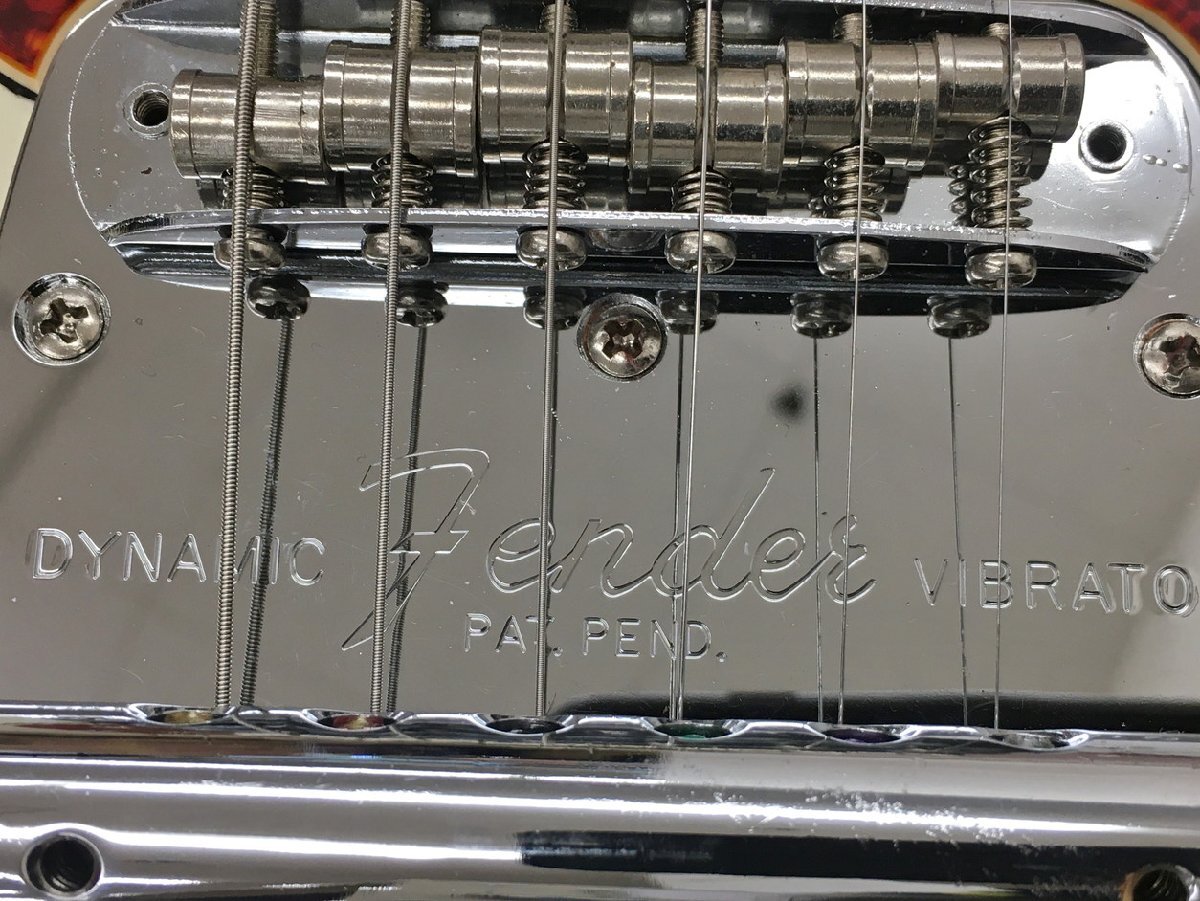 DYNAMIC Fender VIBRATO
PAT. PEND.